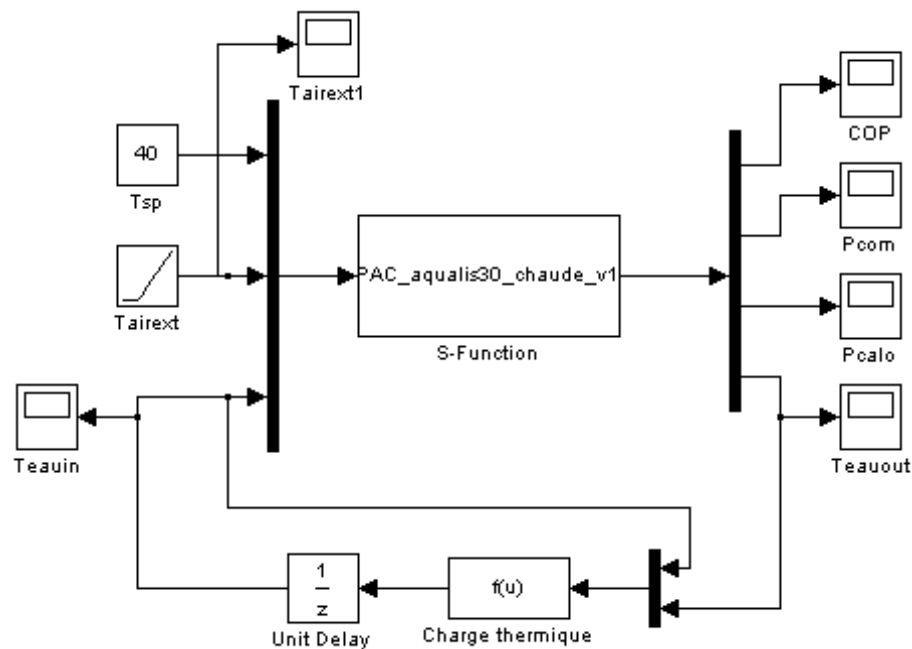 Tairext1
COP
40
Tsp
Pcom
PAC_aqualis30_chaude_v1
Tairext
S-Function
Pcalo
Teauin
Teauout
1
z
f(u)
Unit Delay
Charge thermique